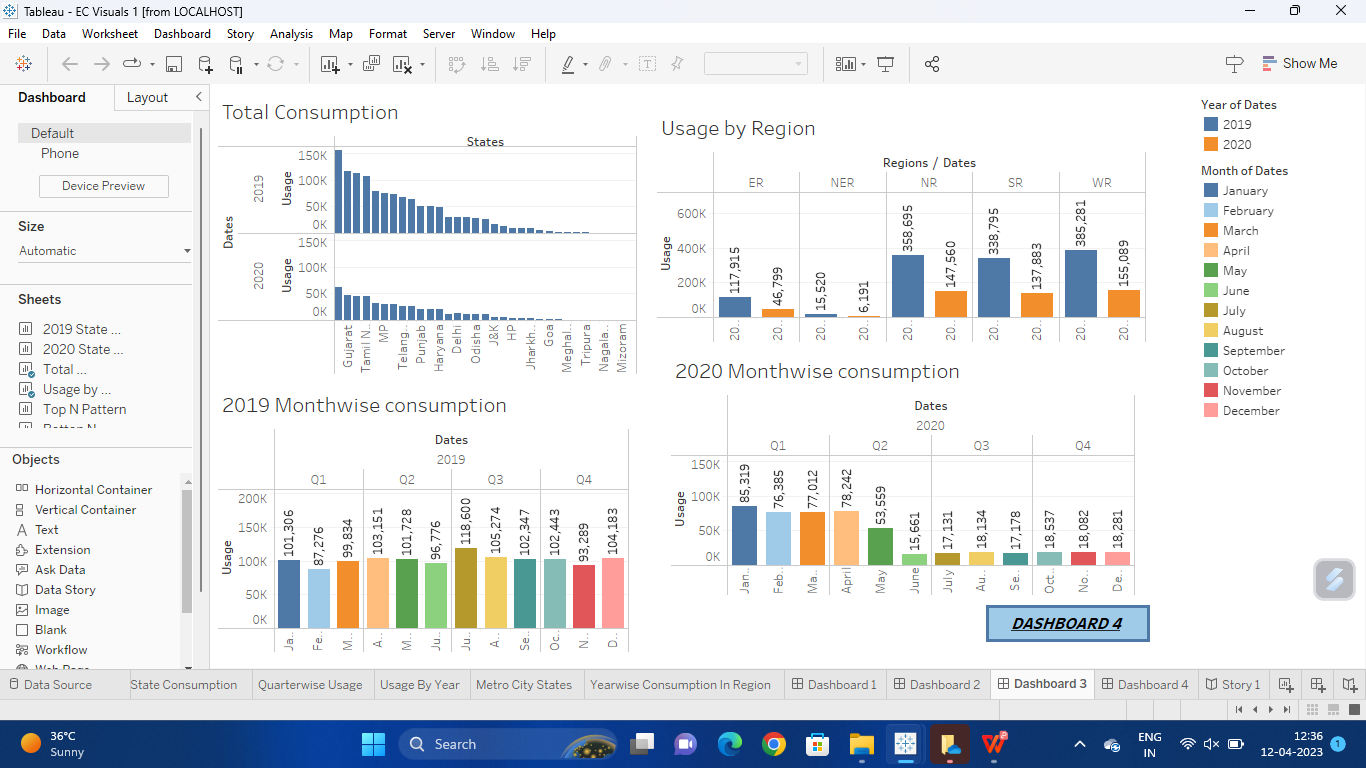 Tableau - EC Visuals 1 [from LOCALHOST]
File Data Worksheet Dashboard Story Analysis Map Format Server Window Help
Show Me
Dashboard Layout
Default
Phone
Device Preview
Size
Automatic
Sheets
2019 State ...
2020 State ...
Total ...
Usage by ...
Top N Pattern
Objects
Horizontal Container
Vertical Container
Text
Extension
Ask Data
Data Story
Image
Blank
Workflow
Web Page
Total Consumption
States
Dates
2019
Usage
150K
100K
50K
0K
2020
Usage
150K
100K
50K
0K
Gujarat
Tamil N..
MP
Telang..
Punjab
Haryana
Delhi
Odisha
J&K
HP
Jharkh..
Goa
Meghal..
Tripura
Nagala..
Mizoram
Usage by Region
Regions / Dates
ER NER NR SR WR
Usage
600K
400K
200K
0K
117,915 46,799 15,520 6,191 358,695 147,560 338,795 137,883 385,281 155,089
20.. 20.. 20.. 20.. 20.. 20.. 20.. 20.. 20.. 20..
2019 Monthwise consumption
Dates
2019
Q1 Q2 Q3 Q4
Usage
200K
150K
100K
50K
0K
101,306 87,276 99,834 103,151 101,728 96,776 118,600 105,274 102,347 102,443 93,289 104,183
Ja.. Fe.. M.. A.. M.. Ju.. Ju.. A.. Se.. Oc.. N.. D..
2020 Monthwise consumption
Dates
2020
Q1 Q2 Q3 Q4
Usage
150K
100K
50K
0K
85,319 76,385 77,012 78,242 53,559 15,661 17,131 18,134 17,178 18,537 18,082 18,281
Jan.. Feb.. Ma.. April May June July Au.. Se.. Oct.. No.. De..
DASHBOARD 4
Year of Dates
2019
2020
Month of Dates
January
February
March
April
May
June
July
August
September
October
November
December
Data Source State Consumption Quarterwise Usage Usage By Year Metro City States Yearwise Consumption In Region Dashboard 1 Dashboard 2 Dashboard 3 Dashboard 4 Story 1
36°C
Sunny
Search
ENG
IN
12:36
12-04-2023
1